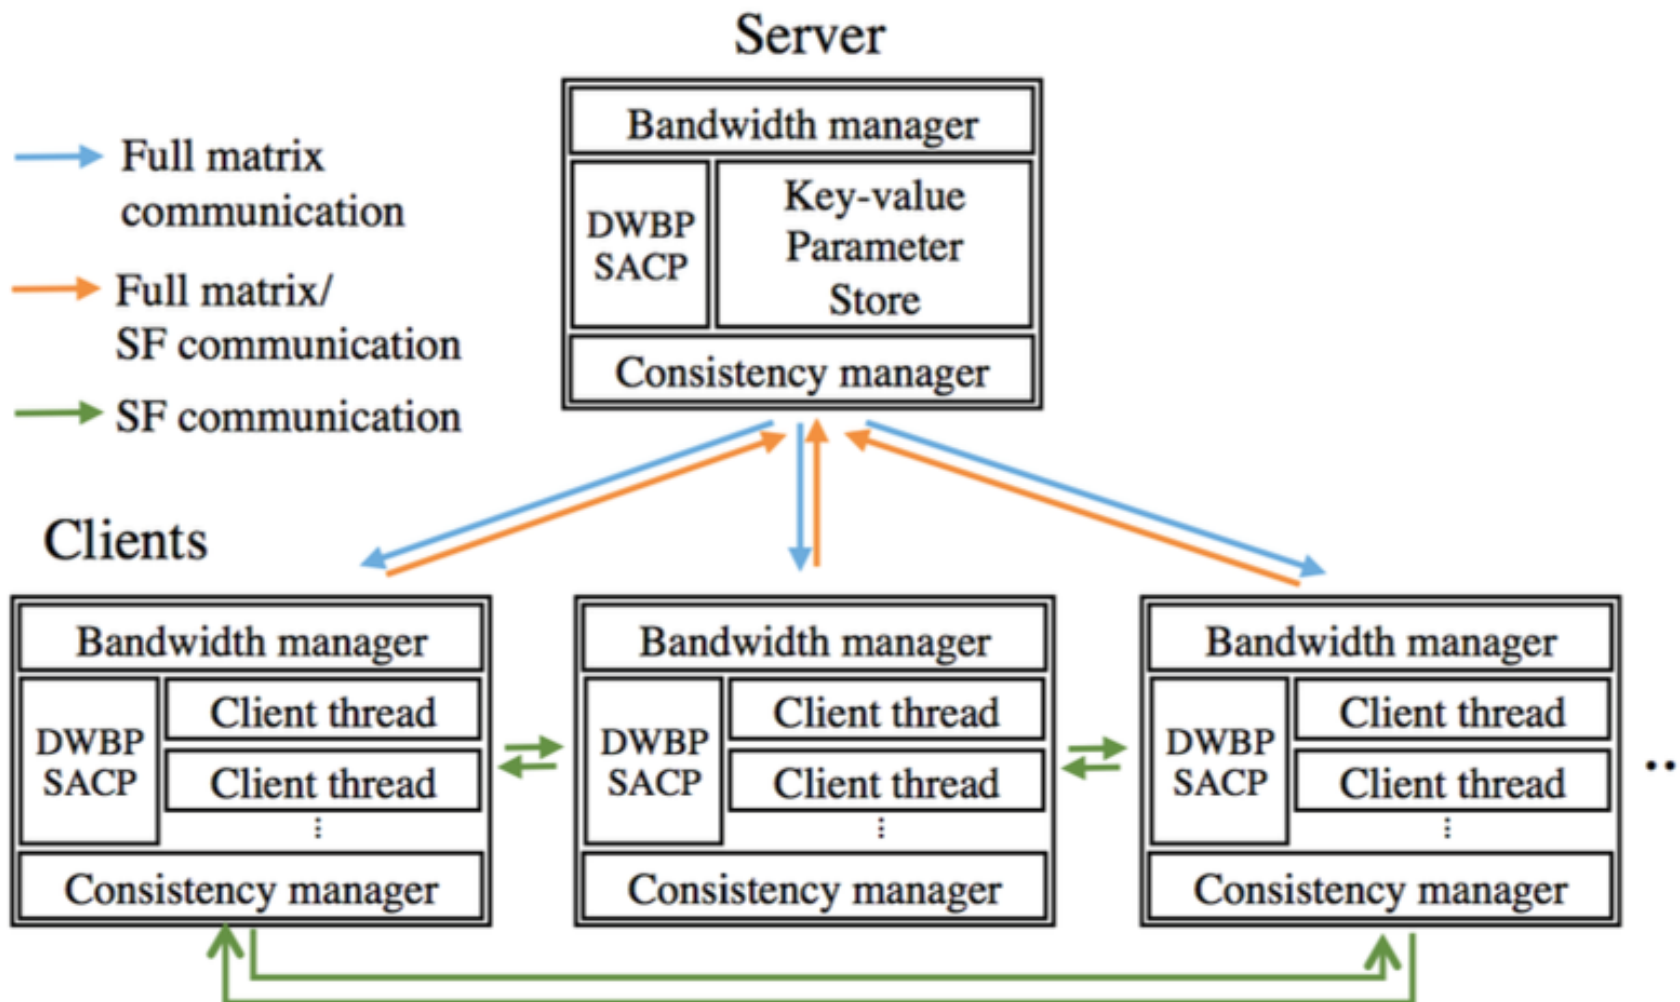 Server
Bandwidth manager
DWBP
SACP
Key-value
Parameter
Store
Consistency manager
Full matrix
communication
Full matrix/
SF communication
SF communication
Clients
Bandwidth manager
DWBP
SACP
Client thread
Client thread
...
Consistency manager
Bandwidth manager
DWBP
SACP
Client thread
Client thread
...
Consistency manager
Bandwidth manager
DWBP
SACP
Client thread
Client thread
...
Consistency manager
..